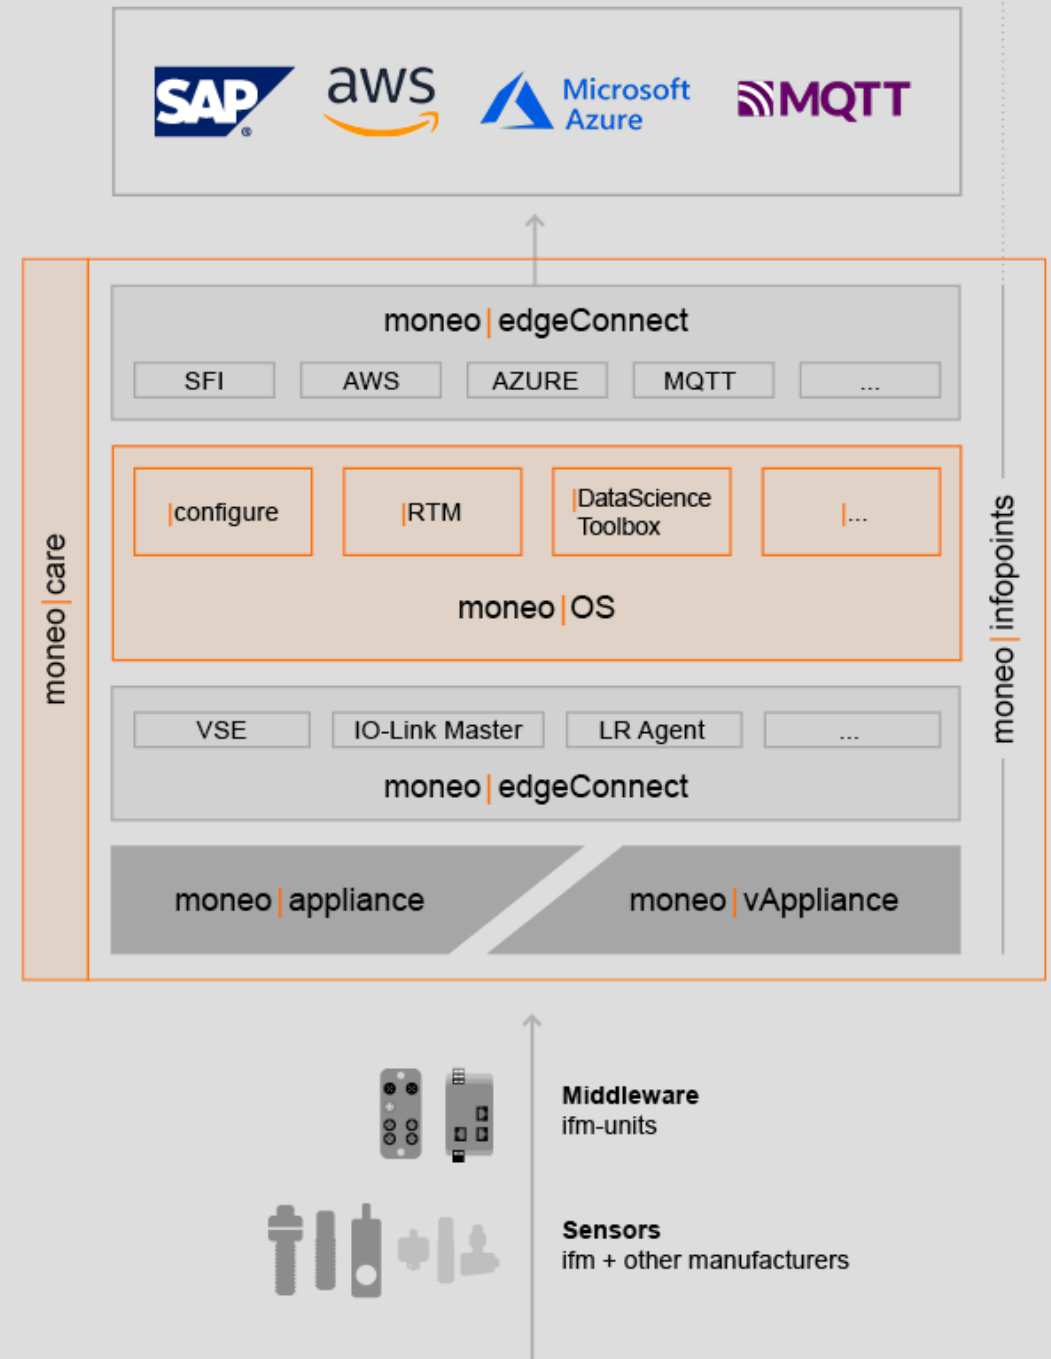 SAP
®
aws
Microsoft
Azure
MQTT
moneo|edgeConnect
SFI
AWS
AZURE
MQTT
...
|configure
|RTM
|DataScience
Toolbox
|...
moneo|OS
VSE
IO-Link Master
LR Agent
...
moneo|edgeConnect
moneo|appliance
moneo|vAppliance
moneo|care
moneo|infopoints
Middleware
ifm-units
Sensors
ifm + other manufacturers